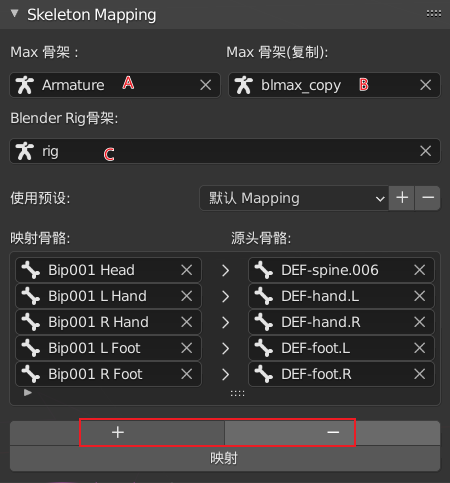 Skeleton Mapping
Max 骨架 : Max 骨架(复制):
Armature A blmax_copy B
Blender Rig骨架:
rig C
使用预设: 默认 Mapping + −
映射骨骼: 源头骨骼:
Bip001 Head DEF-spine.006
Bip001 L Hand DEF-hand.L
Bip001 R Hand DEF-hand.R
Bip001 L Foot DEF-foot.L
Bip001 R Foot DEF-foot.R
+ −
映射